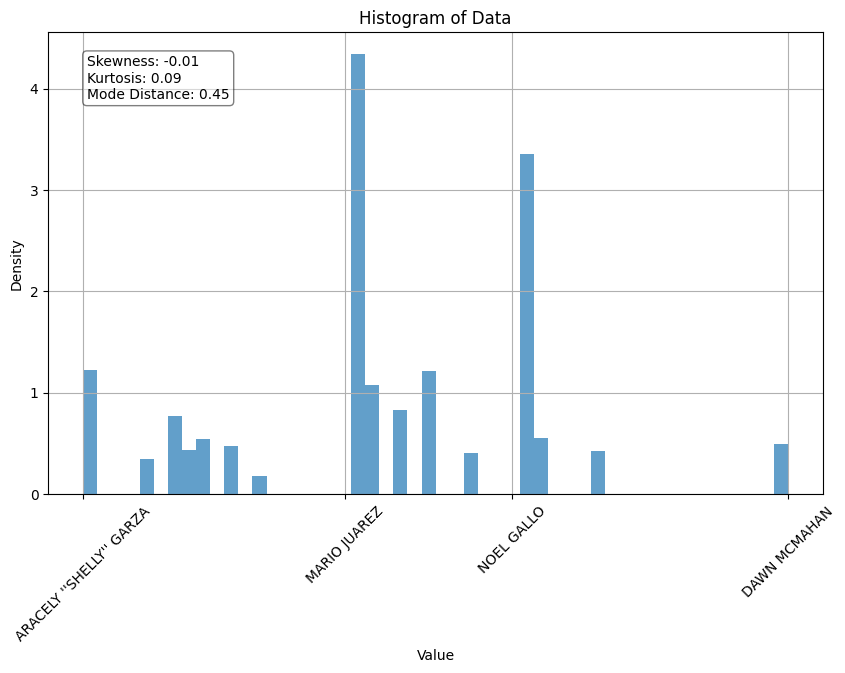 Histogram of Data
Skewness: -0.01
Kurtosis: 0.09
Mode Distance: 0.45
Density
4
3
2
1
0
ARACELY ''SHELLY'' GARZA
MARIO JUAREZ
NOEL GALLO
DAWN MCMAHAN
Value